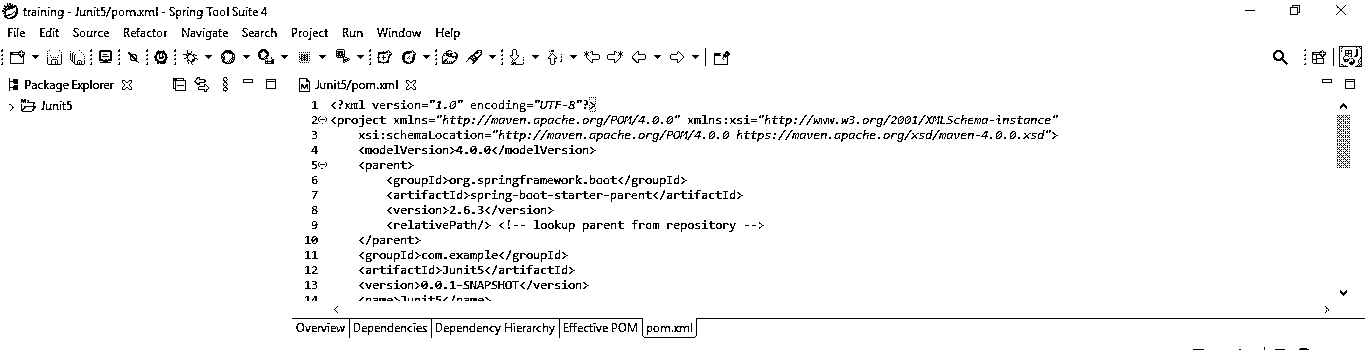 training - Junit5/pom.xml - Spring Tool Suite 4
File Edit Source Refactor Navigate Search Project Run Window Help
Package Explorer
Junit5
Junit5/pom.xml
1 <?xml version="1.0" encoding="UTF-8"?>
2 <project xmlns="http://maven.apache.org/POM/4.0.0" xmlns:xsi="http://www.w3.org/2001/XMLSchema-instance"
3 xsi:schemaLocation="http://maven.apache.org/POM/4.0.0 https://maven.apache.org/xsd/maven-4.0.0.xsd">
4 <modelVersion>4.0.0</modelVersion>
5 <parent>
6 <groupId>org.springframework.boot</groupId>
7 <artifactId>spring-boot-starter-parent</artifactId>
8 <version>2.6.3</version>
9 <relativePath/> <!-- lookup parent from repository -->
10 </parent>
11 <groupId>com.example</groupId>
12 <artifactId>Junit5</artifactId>
13 <version>0.0.1-SNAPSHOT</version>
14 <name>Junit5</name>
Overview Dependencies Dependency Hierarchy Effective POM pom.xml